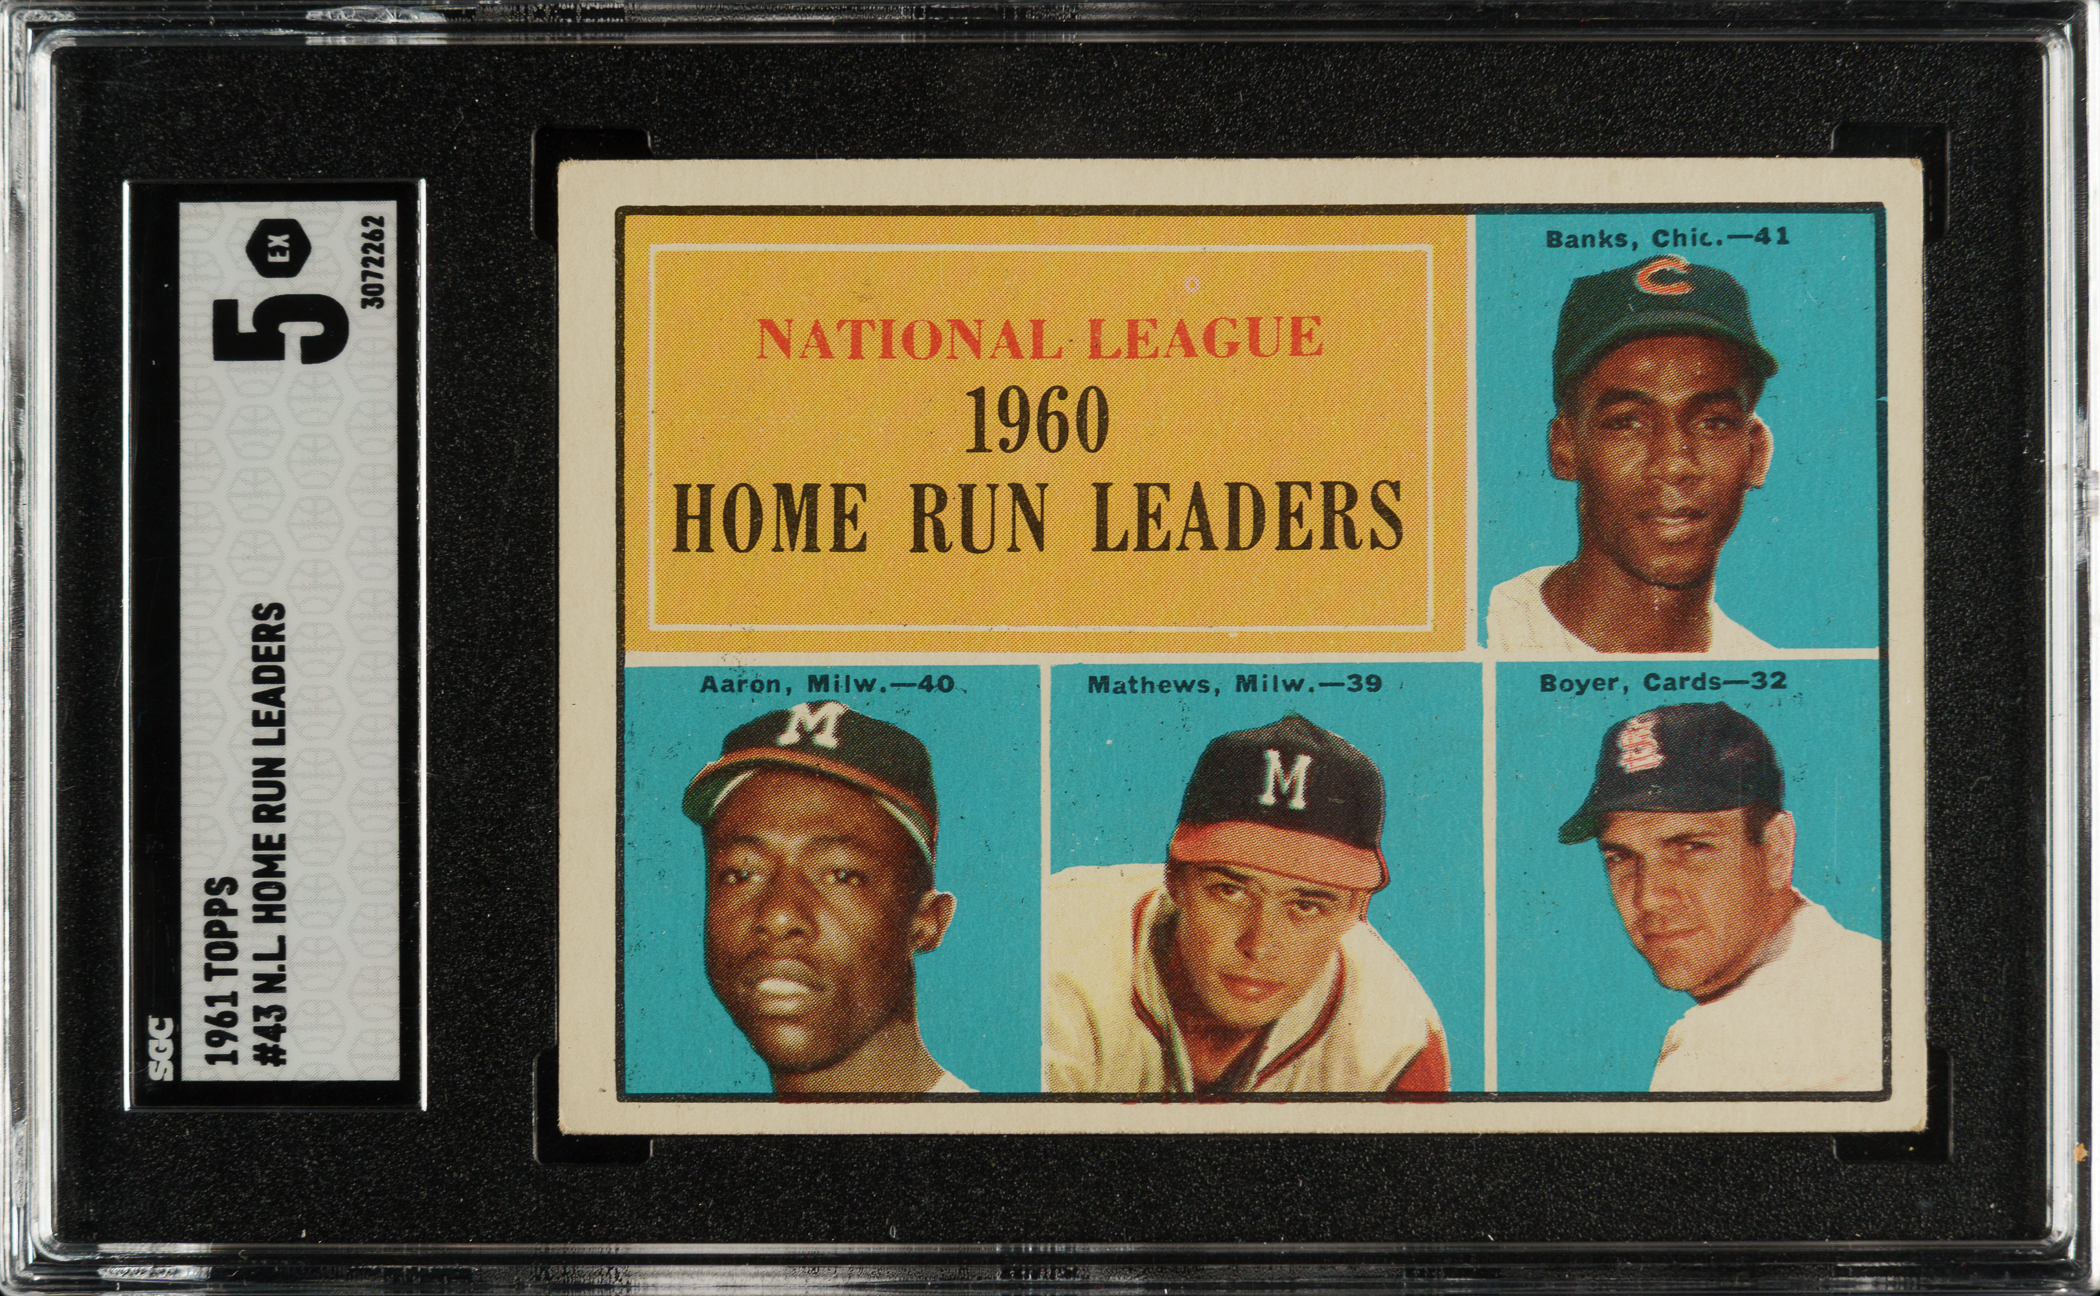 SGC
1961 TOPPS
#43 N.L. HOME RUN LEADERS
EX
5
3072262
NATIONAL LEAGUE
1960
HOME RUN LEADERS
Banks, Chic.—41
C
Aaron, Milw.—40
M
Mathews, Milw.—39
M
Boyer, Cards—32
STL